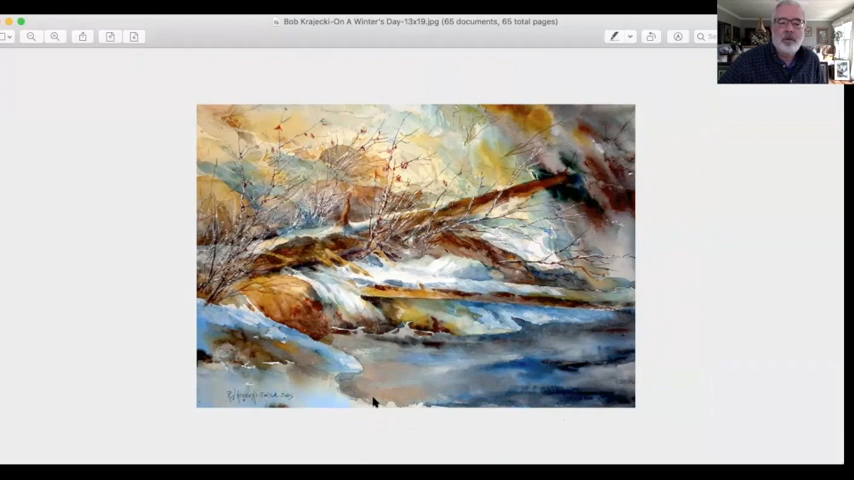 Bob Krajecki-On A Winter's Day-13x19.jpg (65 documents, 65 total pages)